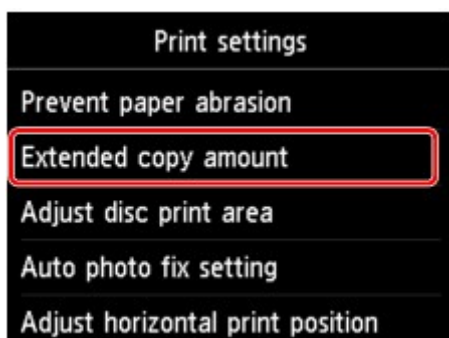 Print settings
Prevent paper abrasion
Extended copy amount
Adjust disc print area
Auto photo fix setting
Adjust horizontal print position